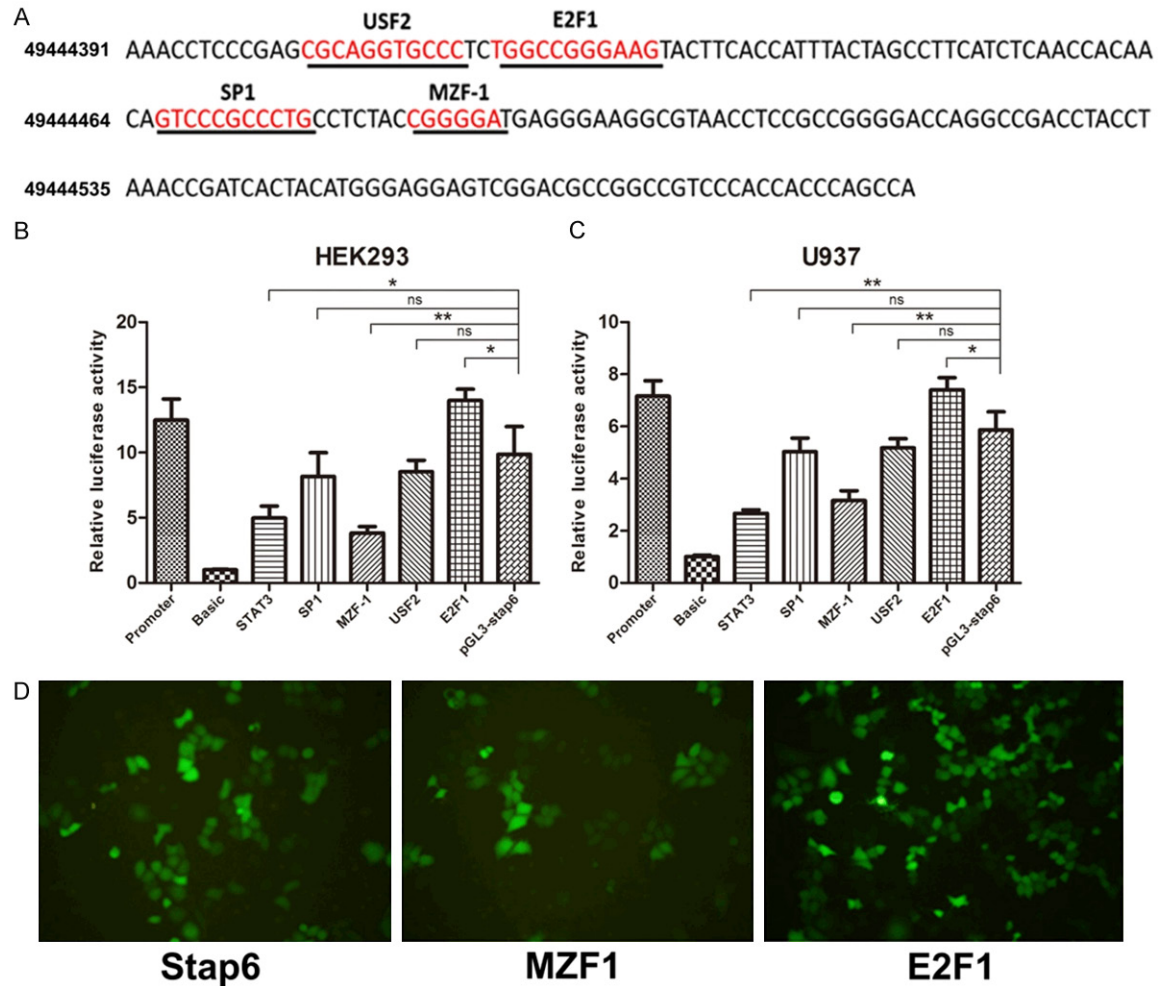 A
USF2 E2F1
49444391 AAACCTCCCGAGCGCAGGTGCCCTCTGGCCGGGAAGTACTTCACCATTTACTAGCCTTCATCTCAACCACAA
SP1 MZF-1
49444464 CAGTCCCGCCCTGCCTCTACCGGGGATGAGGGAAGGCGTAACCTCCGCCGGGGACCAGGCCGACCTACCT
49444535 AAACCGATCACTACATGGGAGGAGTCGGACGCCGGCCGTCCCACCACCCAGCCA
B
HEK293
*
ns
**
ns
*
Relative luciferase activity
20
15
10
5
0
Promoter
Basic
STAT3
SP1
MZF-1
USF2
E2F1
pGL3-stap6
C
U937
**
ns
**
ns
*
Relative luciferase activity
10
8
6
4
2
0
Promoter
Basic
STAT3
SP1
MZF-1
USF2
E2F1
pGL3-stap6
D
Stap6
MZF1
E2F1